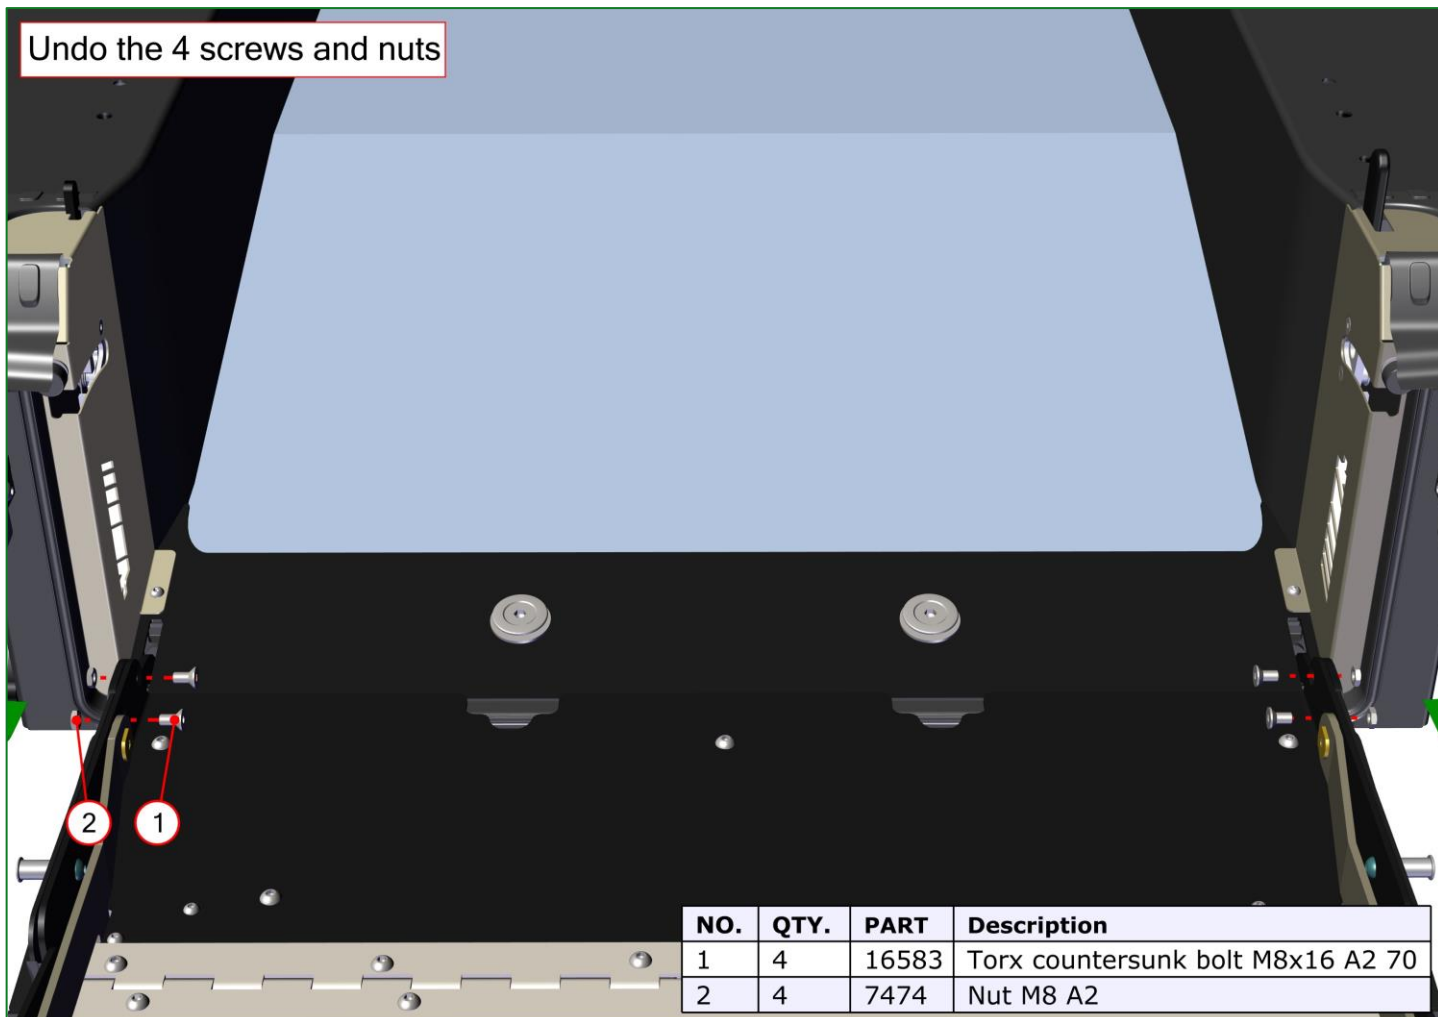 Undo the 4 screws and nuts
2 1
NO. QTY. PART Description
1 4 16583 Torx countersunk bolt M8x16 A2 70
2 4 7474 Nut M8 A2